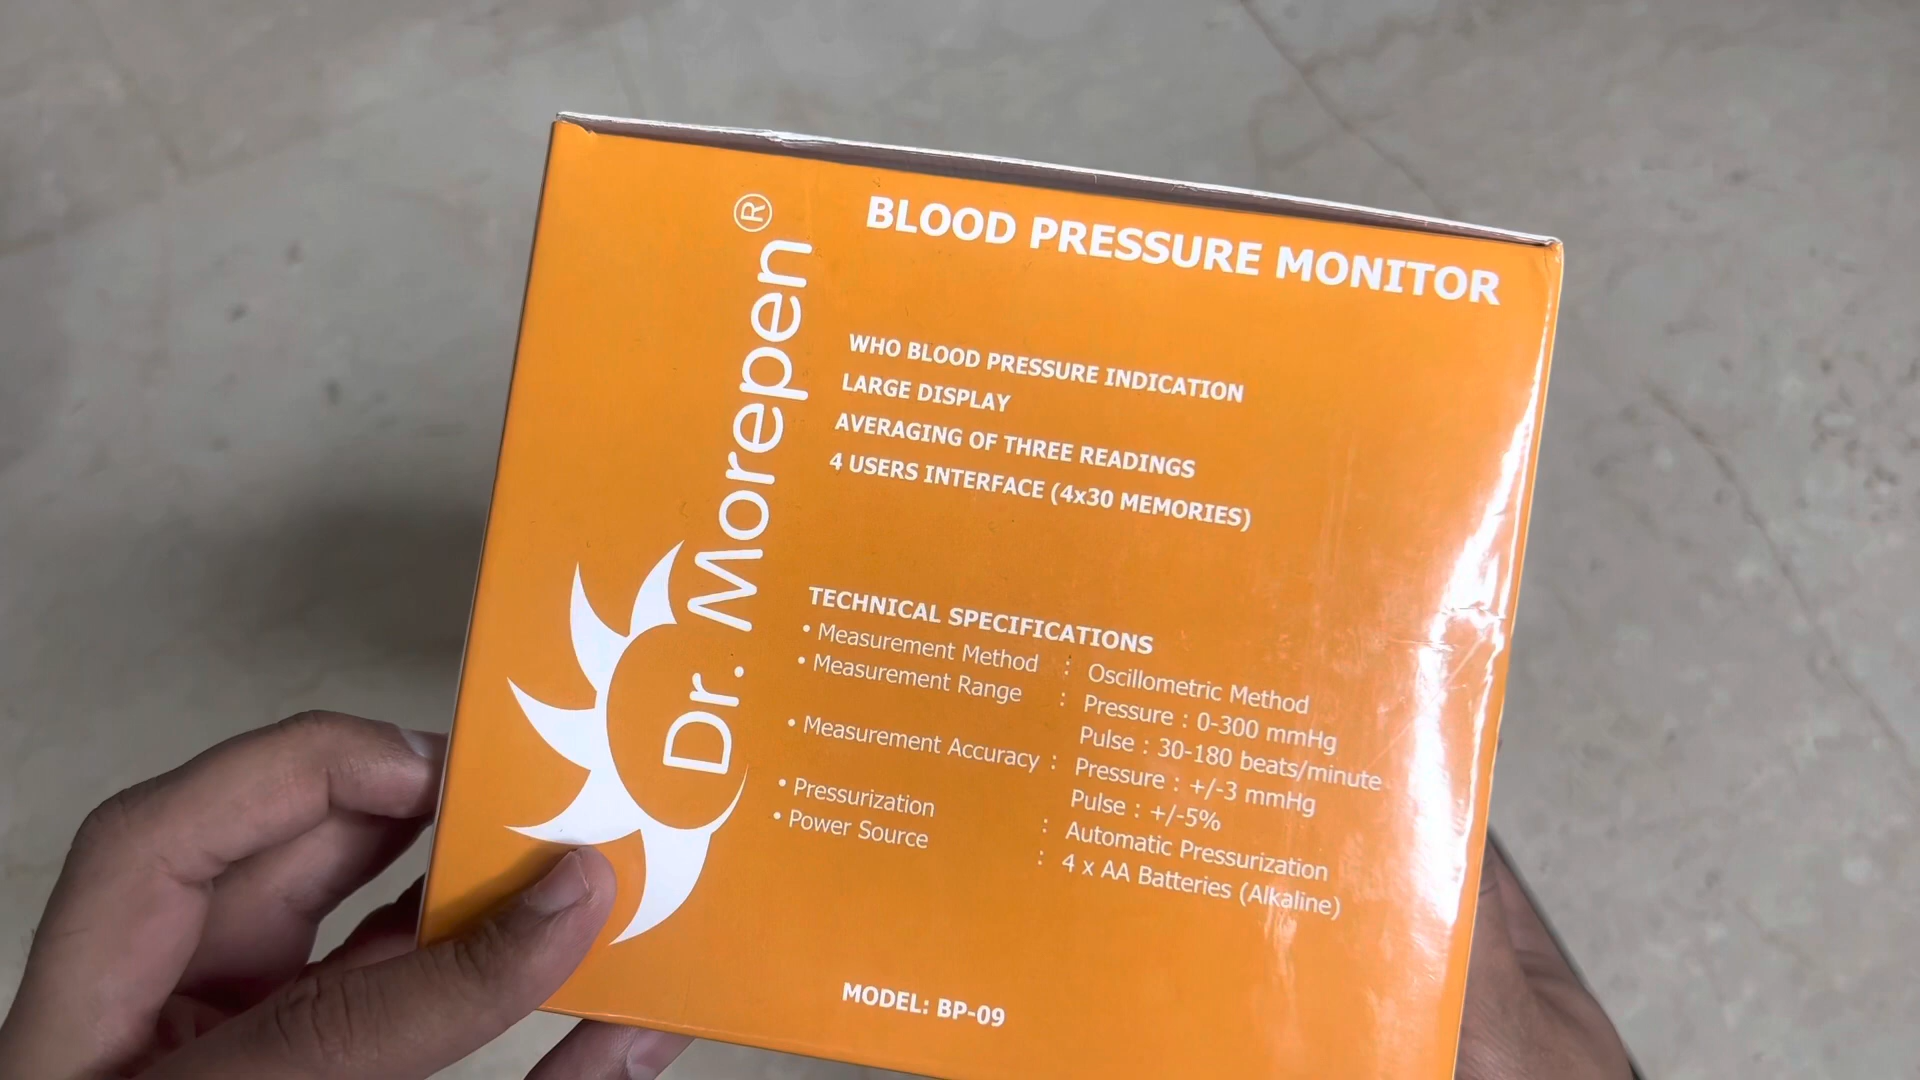 Dr. Morepen®
BLOOD PRESSURE MONITOR
WHO BLOOD PRESSURE INDICATION
LARGE DISPLAY
AVERAGING OF THREE READINGS
4 USERS INTERFACE (4x30 MEMORIES)
TECHNICAL SPECIFICATIONS
• Measurement Method : Oscillometric Method
• Measurement Range : Pressure : 0-300 mmHg
Pulse : 30-180 beats/minute
• Measurement Accuracy : Pressure : +/-3 mmHg
Pulse : +/-5%
• Pressurization : Automatic Pressurization
• Power Source : 4 x AA Batteries (Alkaline)
MODEL: BP-09